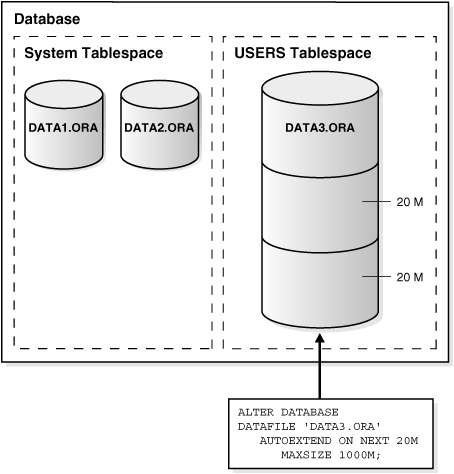 Database
System Tablespace
USERS Tablespace
DATA1.ORA
DATA2.ORA
DATA3.ORA
20 M
20 M
ALTER DATABASE
DATAFILE 'DATA3.ORA'
AUTOEXTEND ON NEXT 20M
MAXSIZE 1000M;